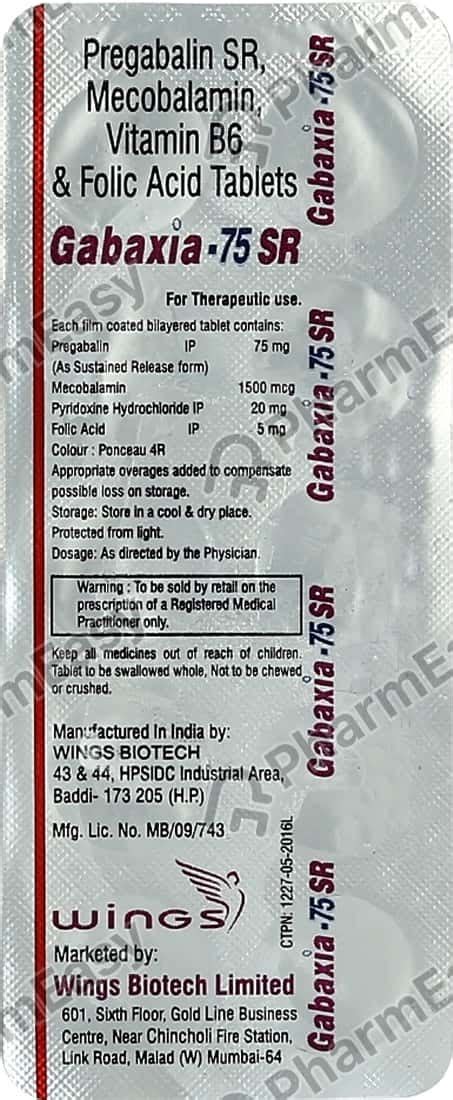 Pregabalin SR,
Mecobalamin,
Vitamin B6
& Folic Acid Tablets
Gabaxia -75 SR
For Therapeutic use.
Each film coated bilayered tablet contains:
Pregabalin IP 75 mg
(As Sustained Release form)
Mecobalamin 1500 mcg
Pyridoxine Hydrochloride IP 20 mg
Folic Acid IP 5 mg
Colour : Ponceau 4R
Appropriate overages added to compensate
possible loss on storage.
Storage: Store in a cool & dry place.
Protected from light.
Dosage: As directed by the Physician.
Warning : To be sold by retail on the
prescription of a Registered Medical
Practitioner only.
Keep all medicines out of reach of children.
Tablet to be swallowed whole, Not to be chewed
or crushed.
Manufactured In India by:
WINGS BIOTECH
43 & 44, HPSIDC Industrial Area,
Baddi- 173 205 (H.P.)
Mfg. Lic. No. MB/09/743
wings
Marketed by:
Wings Biotech Limited
601, Sixth Floor, Gold Line Business
Centre, Near Chincholi Fire Station,
Link Road, Malad (W) Mumbai-64
CTPN: 1227-05-2016L
Gabaxia -75 SR
Gabaxia -75 SR
Gabaxia -75 SR
Gabaxia -75 SR
PharmEasy
PharmEasy
PharmEasy